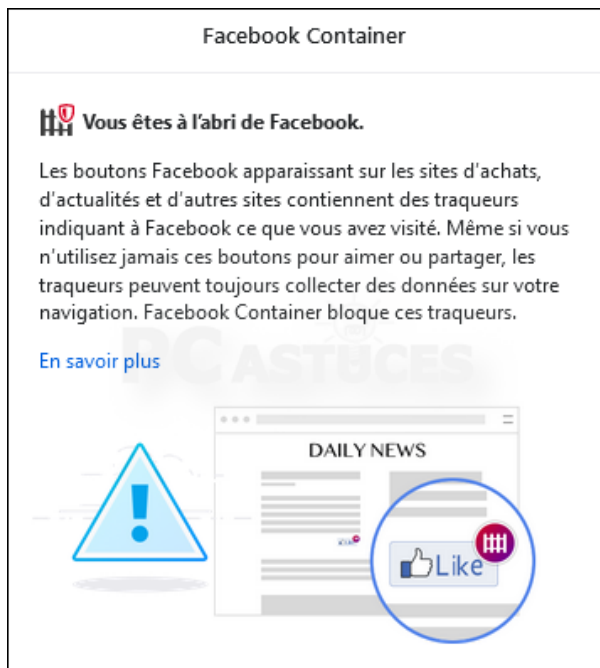 Facebook Container
Vous êtes à l'abri de Facebook.
Les boutons Facebook apparaissant sur les sites d'achats,
d'actualités et d'autres sites contiennent des traqueurs
indiquant à Facebook ce que vous avez visité. Même si vous
n'utilisez jamais ces boutons pour aimer ou partager, les
traqueurs peuvent toujours collecter des données sur votre
navigation. Facebook Container bloque ces traqueurs.
PC ASTUCES
En savoir plus
DAILY NEWS
Like